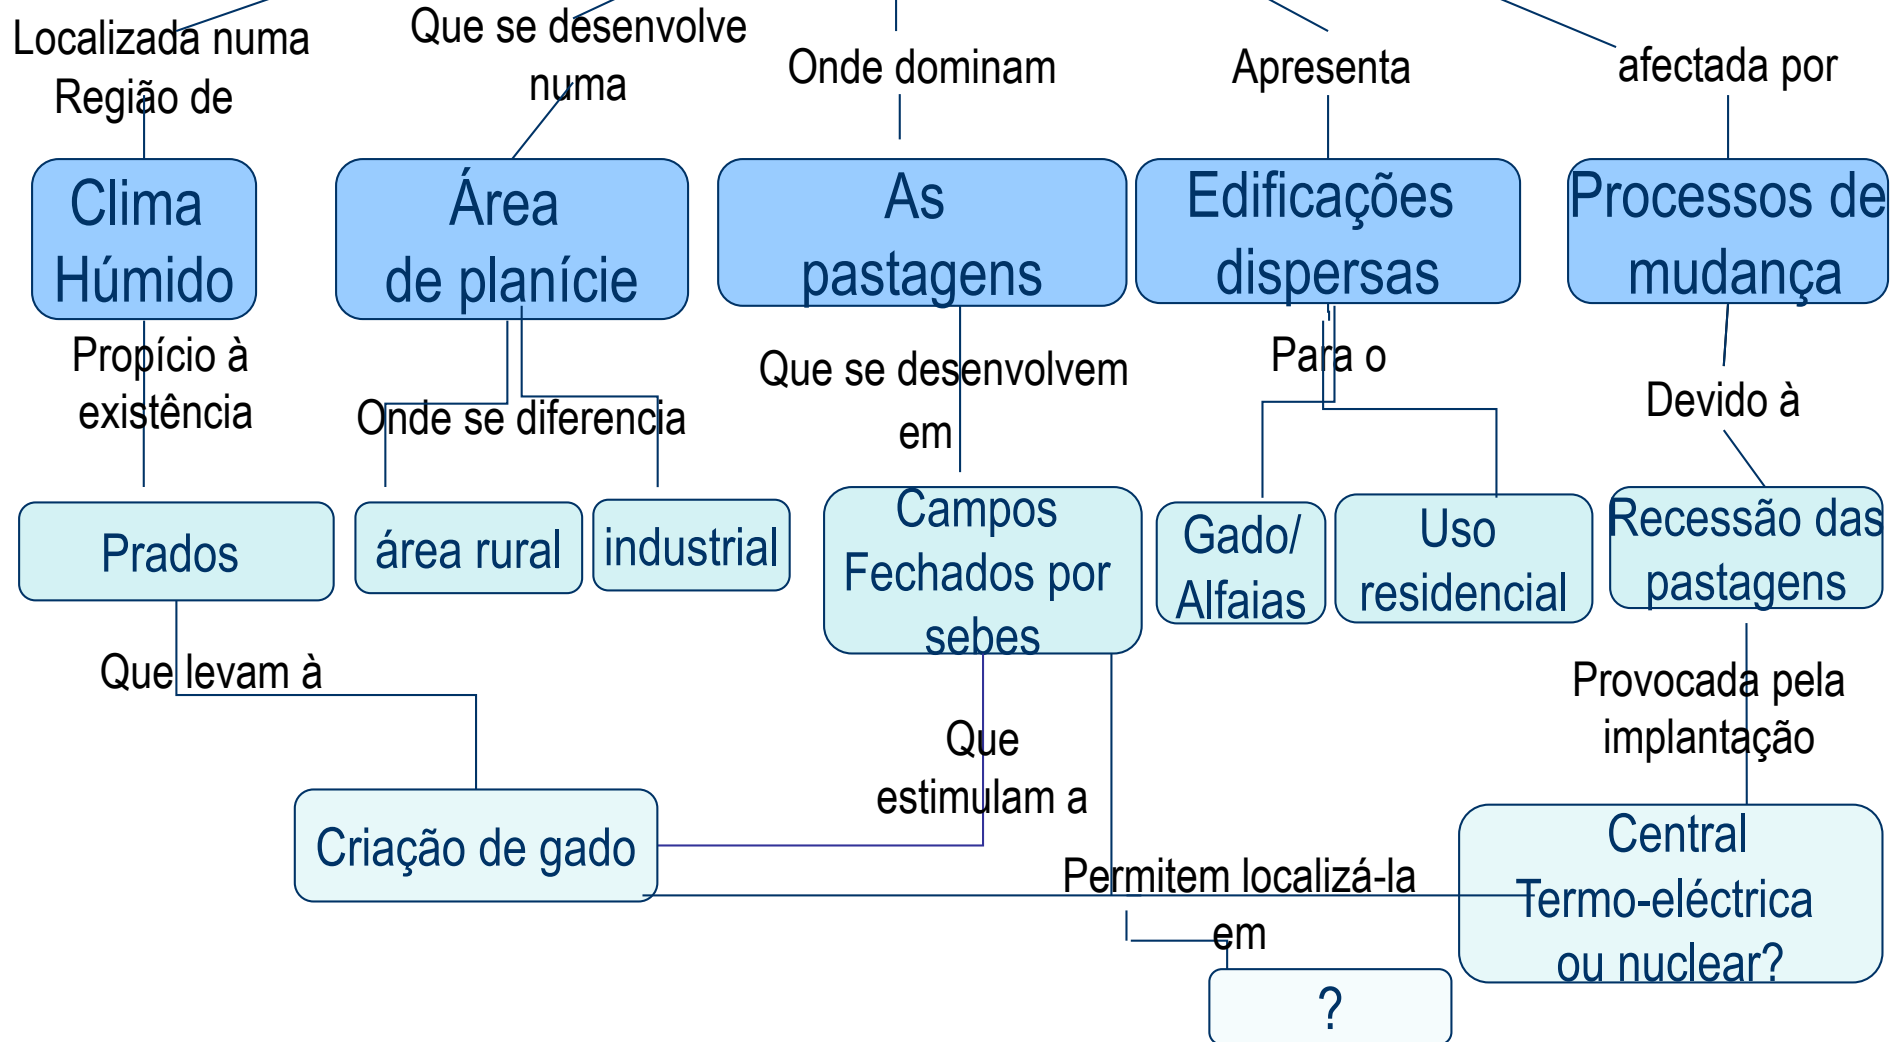 Localizada numa
Região de
Que se desenvolve
numa
Onde dominam
Apresenta
afectada por
Clima
Húmido
Área
de planície
As
pastagens
Edificações
dispersas
Processos de
mudança
Propício à
existência
Onde se diferencia
Que se desenvolvem
em
Para o
Devido à
Prados
área rural
industrial
Campos
Fechados por
sebes
Gado/
Alfaias
Uso
residencial
Recessão das
pastagens
Que levam à
Que
estimulam a
Provocada pela
implantação
Criação de gado
Permitem localizá-la
em
Central
Termo-eléctrica
ou nuclear?
?